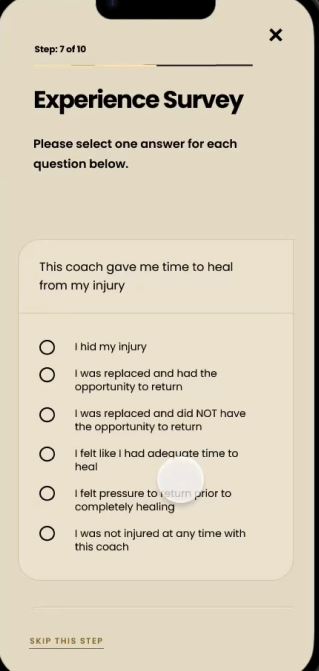 Step: 7 of 10
Experience Survey
Please select one answer for each
question below.
This coach gave me time to heal
from my injury
I hid my injury
I was replaced and had the
opportunity to return
I was replaced and did NOT have
the opportunity to return
I felt like I had adequate time to
heal
I felt pressure to return prior to
completely healing
I was not injured at any time with
this coach
SKIP THIS STEP